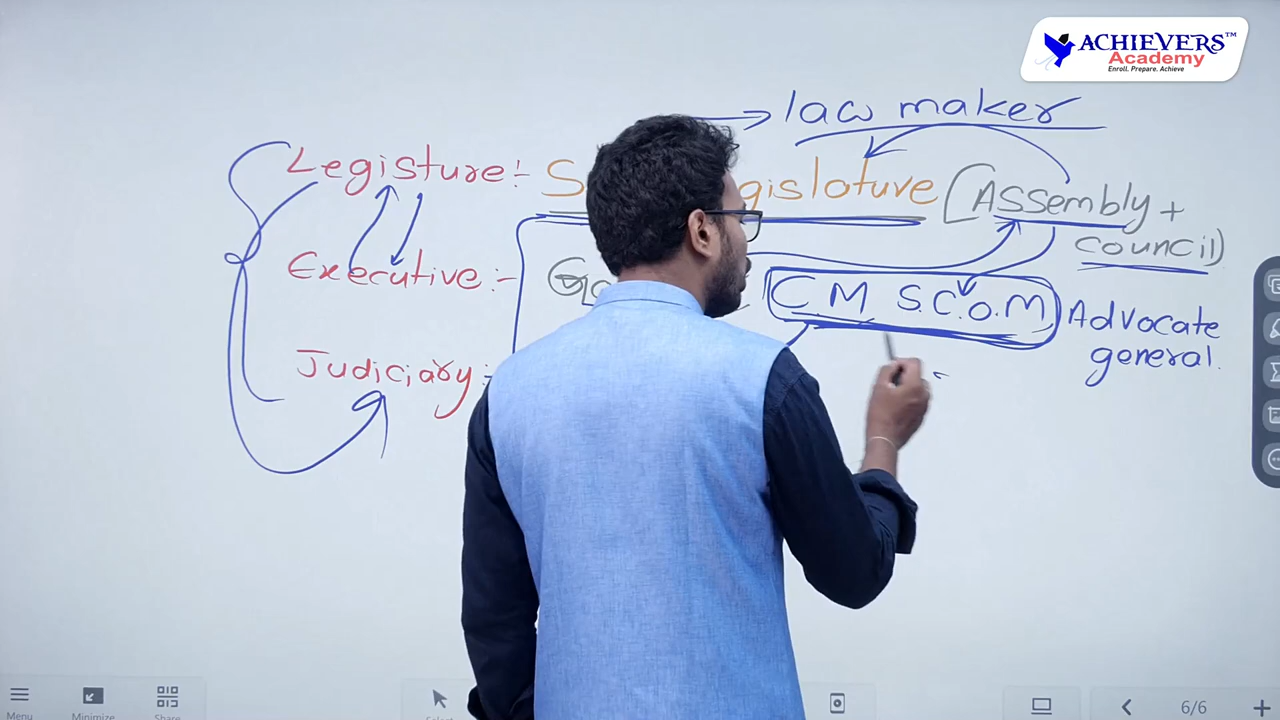 ACHIEVERS™
Academy
Enroll. Prepare. Achieve
law maker
Legisture:- (Assembly +
council)
Executive:- CM S.C.O.M Advocate
general.
Judiciary:-
Menu
Minimize
Share
6/6